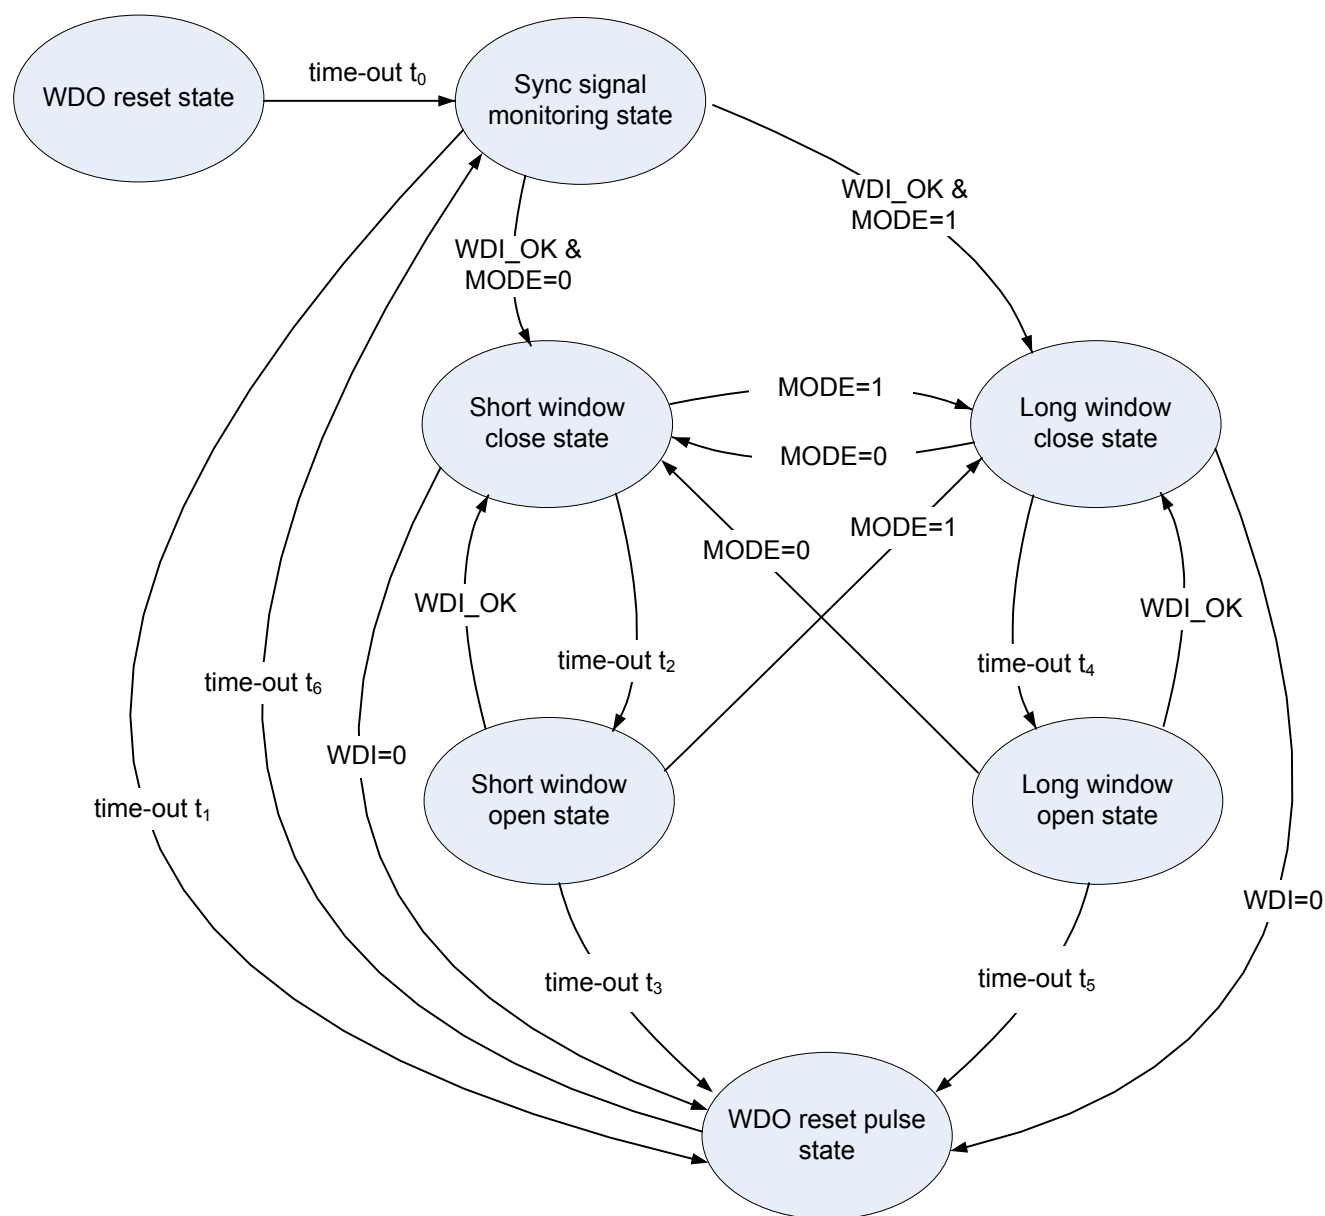 time-out t₀
WDO reset state
Sync signal
monitoring state
WDI_OK &
MODE=1
WDI_OK &
MODE=0
MODE=1
Short window
close state
Long window
close state
MODE=0
MODE=1
MODE=0
WDI_OK
WDI_OK
time-out t₂
time-out t₄
time-out t₆
WDI=0
Short window
open state
Long window
open state
time-out t₁
WDI=0
time-out t₃
time-out t₅
WDO reset pulse
state